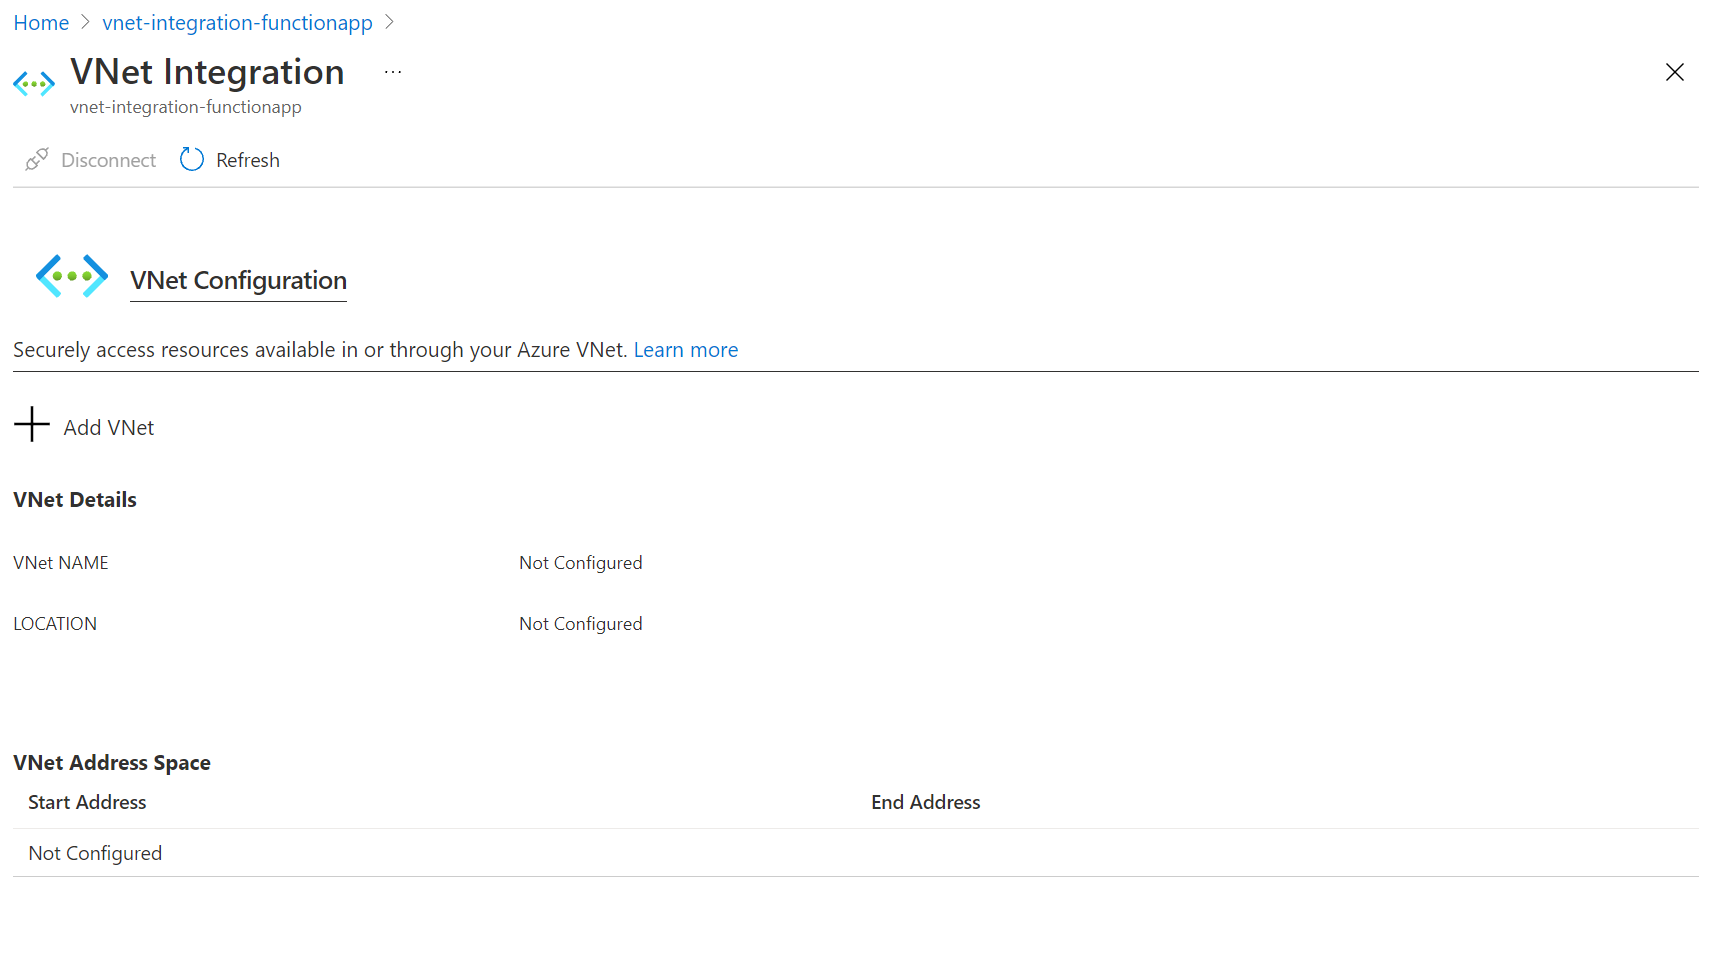 Home > vnet-integration-functionapp >
VNet Integration ...
vnet-integration-functionapp
Disconnect Refresh
VNet Configuration
Securely access resources available in or through your Azure VNet. Learn more
Add VNet
VNet Details
VNet NAME Not Configured
LOCATION Not Configured
VNet Address Space
Start Address End Address
Not Configured